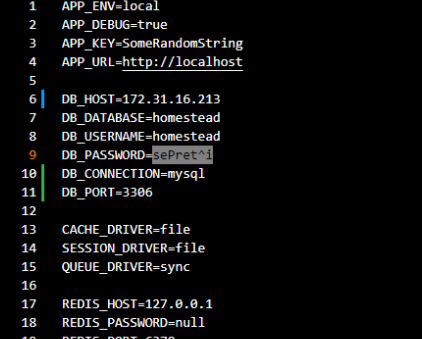 1 APP_ENV=local
2 APP_DEBUG=true
3 APP_KEY=SomeRandomString
4 APP_URL=http://localhost
5
6 DB_HOST=172.31.16.213
7 DB_DATABASE=homestead
8 DB_USERNAME=homestead
9 DB_PASSWORD=sePret^i
10 DB_CONNECTION=mysql
11 DB_PORT=3306
12
13 CACHE_DRIVER=file
14 SESSION_DRIVER=file
15 QUEUE_DRIVER=sync
16
17 REDIS_HOST=127.0.0.1
18 REDIS_PASSWORD=null